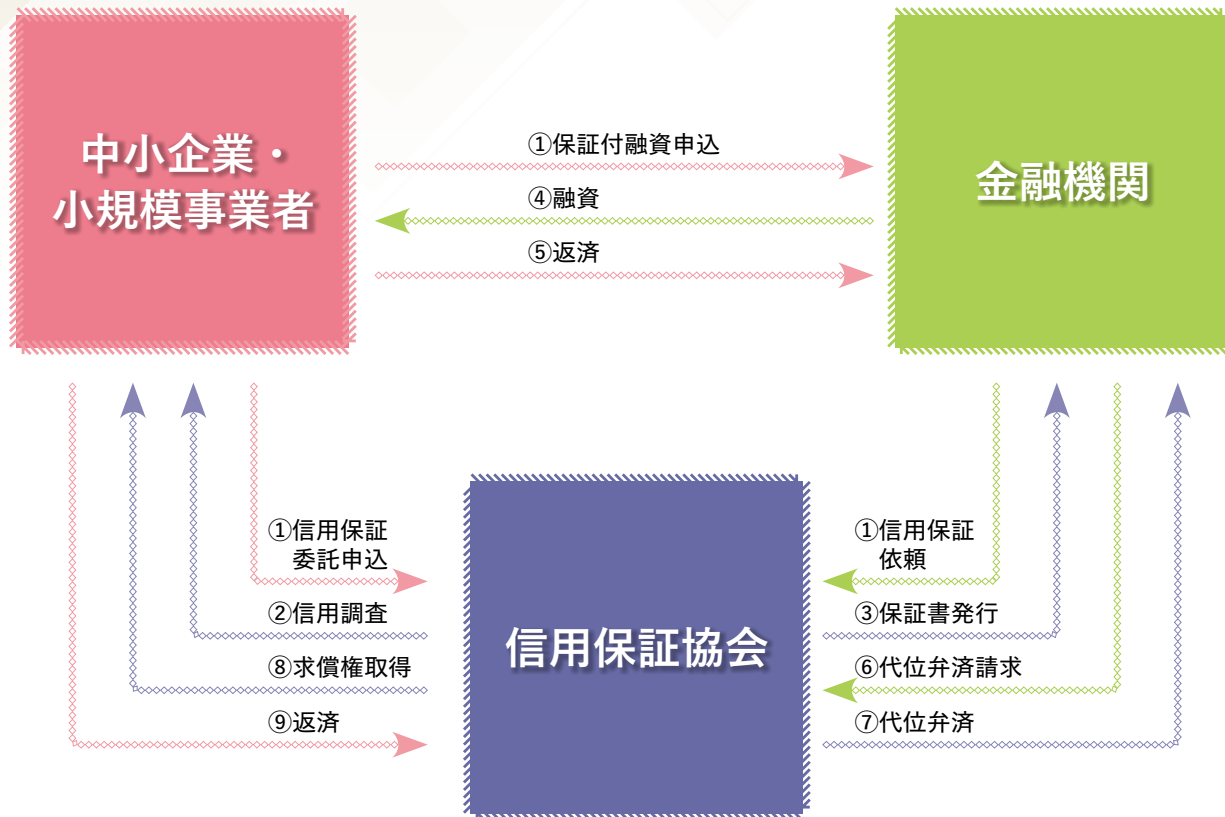 中小企業・
小規模事業者
①保証付融資申込
④融資
⑤返済
金融機関
①信用保証
委託申込
②信用調査
⑧求償権取得
⑨返済
信用保証協会
①信用保証
依頼
③保証書発行
⑥代位弁済請求
⑦代位弁済